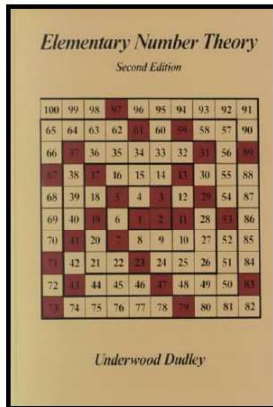 Elementary Number Theory
Second Edition
100 99 98 97 96 95 94 93 92 91
65 64 63 62 61 60 59 58 57 90
66 37 36 35 34 33 32 31 56 89
67 38 17 16 15 14 13 30 55 88
68 39 18 5 4 3 12 29 54 87
69 40 19 6 1 2 11 28 53 86
70 41 20 7 8 9 10 27 52 85
71 42 21 22 23 24 25 26 51 84
72 43 44 45 46 47 48 49 50 83
73 74 75 76 77 78 79 80 81 82
Underwood Dudley